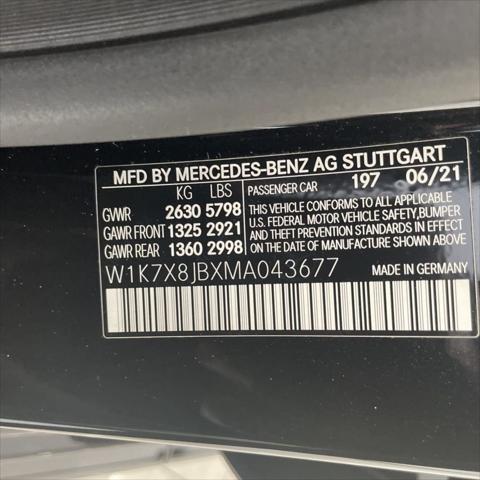 MFD BY MERCEDES-BENZ AG STUTTGART
KG LBS PASSENGER CAR 197 06/21
GVWR 2630 5798
GAWR FRONT 1325 2921
GAWR REAR 1360 2998
THIS VEHICLE CONFORMS TO ALL APPLICABLE
U.S. FEDERAL MOTOR VEHICLE SAFETY,BUMPER
AND THEFT PREVENTION STANDARDS IN EFFECT
ON THE DATE OF MANUFACTURE SHOWN ABOVE.
W1K7X8JBXMA043677 MADE IN GERMANY